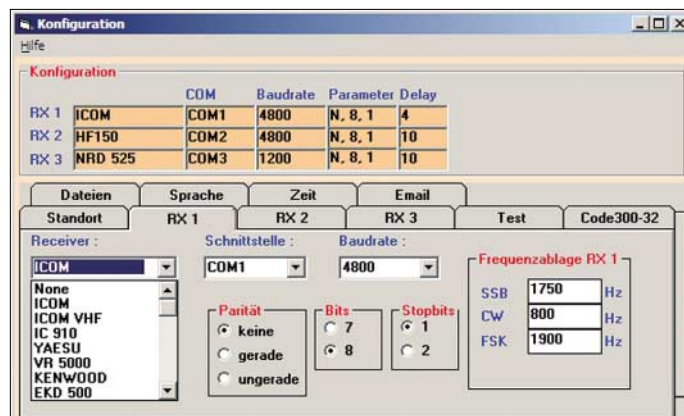 Konfiguration
Hilfe
Konfiguration
COM Baudrate Parameter Delay
RX 1 ICOM COM1 4800 N, 8, 1 4
RX 2 HF150 COM2 4800 N, 8, 1 10
RX 3 NRD 525 COM3 1200 N, 8, 1 10
Dateien Sprache Zeit Email
Standort RX 1 RX 2 RX 3 Test Code300-32
Receiver : Schnittstelle : Baudrate :
ICOM COM1 4800
Frequenzablage RX 1
None
ICOM
ICOM VHF
IC 910
YAESU
VR 5000
KENWOOD
EKD 500
Parität
keine
gerade
ungerade
Bits
7
8
Stopbits
1
2
SSB 1750 Hz
CW 800 Hz
FSK 1900 Hz